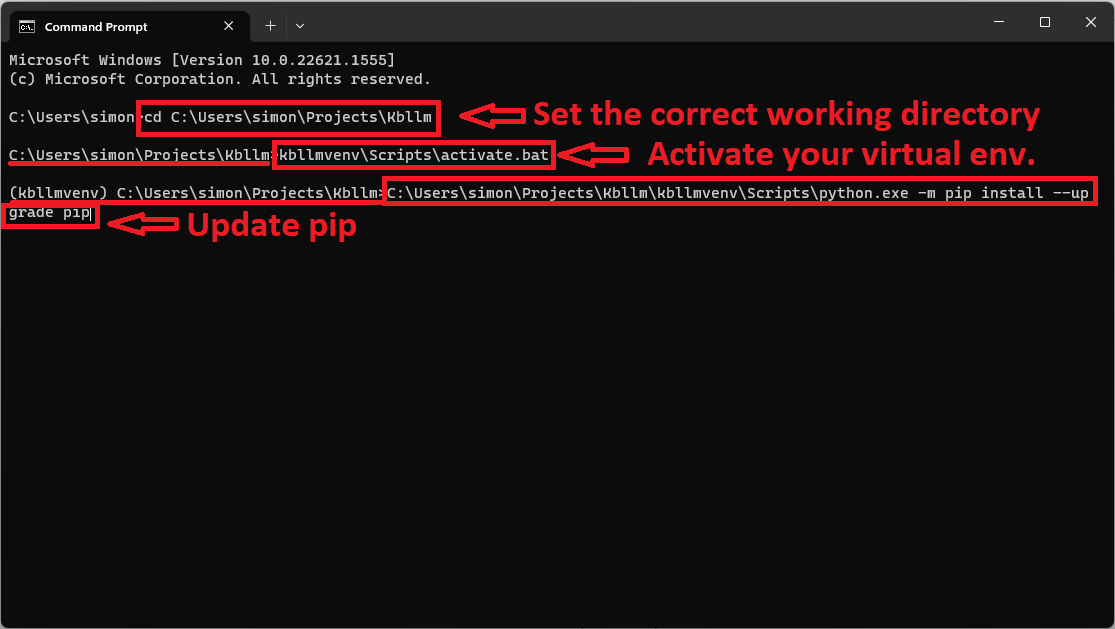 Command Prompt
Microsoft Windows [Version 10.0.22621.1555]
(c) Microsoft Corporation. All rights reserved.
C:\Users\simon>cd C:\Users\simon\Projects\Kbllm
Set the correct working directory
C:\Users\simon\Projects\Kbllm>kbllmvenv\Scripts\activate.bat
Activate your virtual env.
(kbllmvenv) C:\Users\simon\Projects\Kbllm>C:\Users\simon\Projects\Kbllm\kbllmvenv\Scripts\python.exe -m pip install --up
grade pip
Update pip